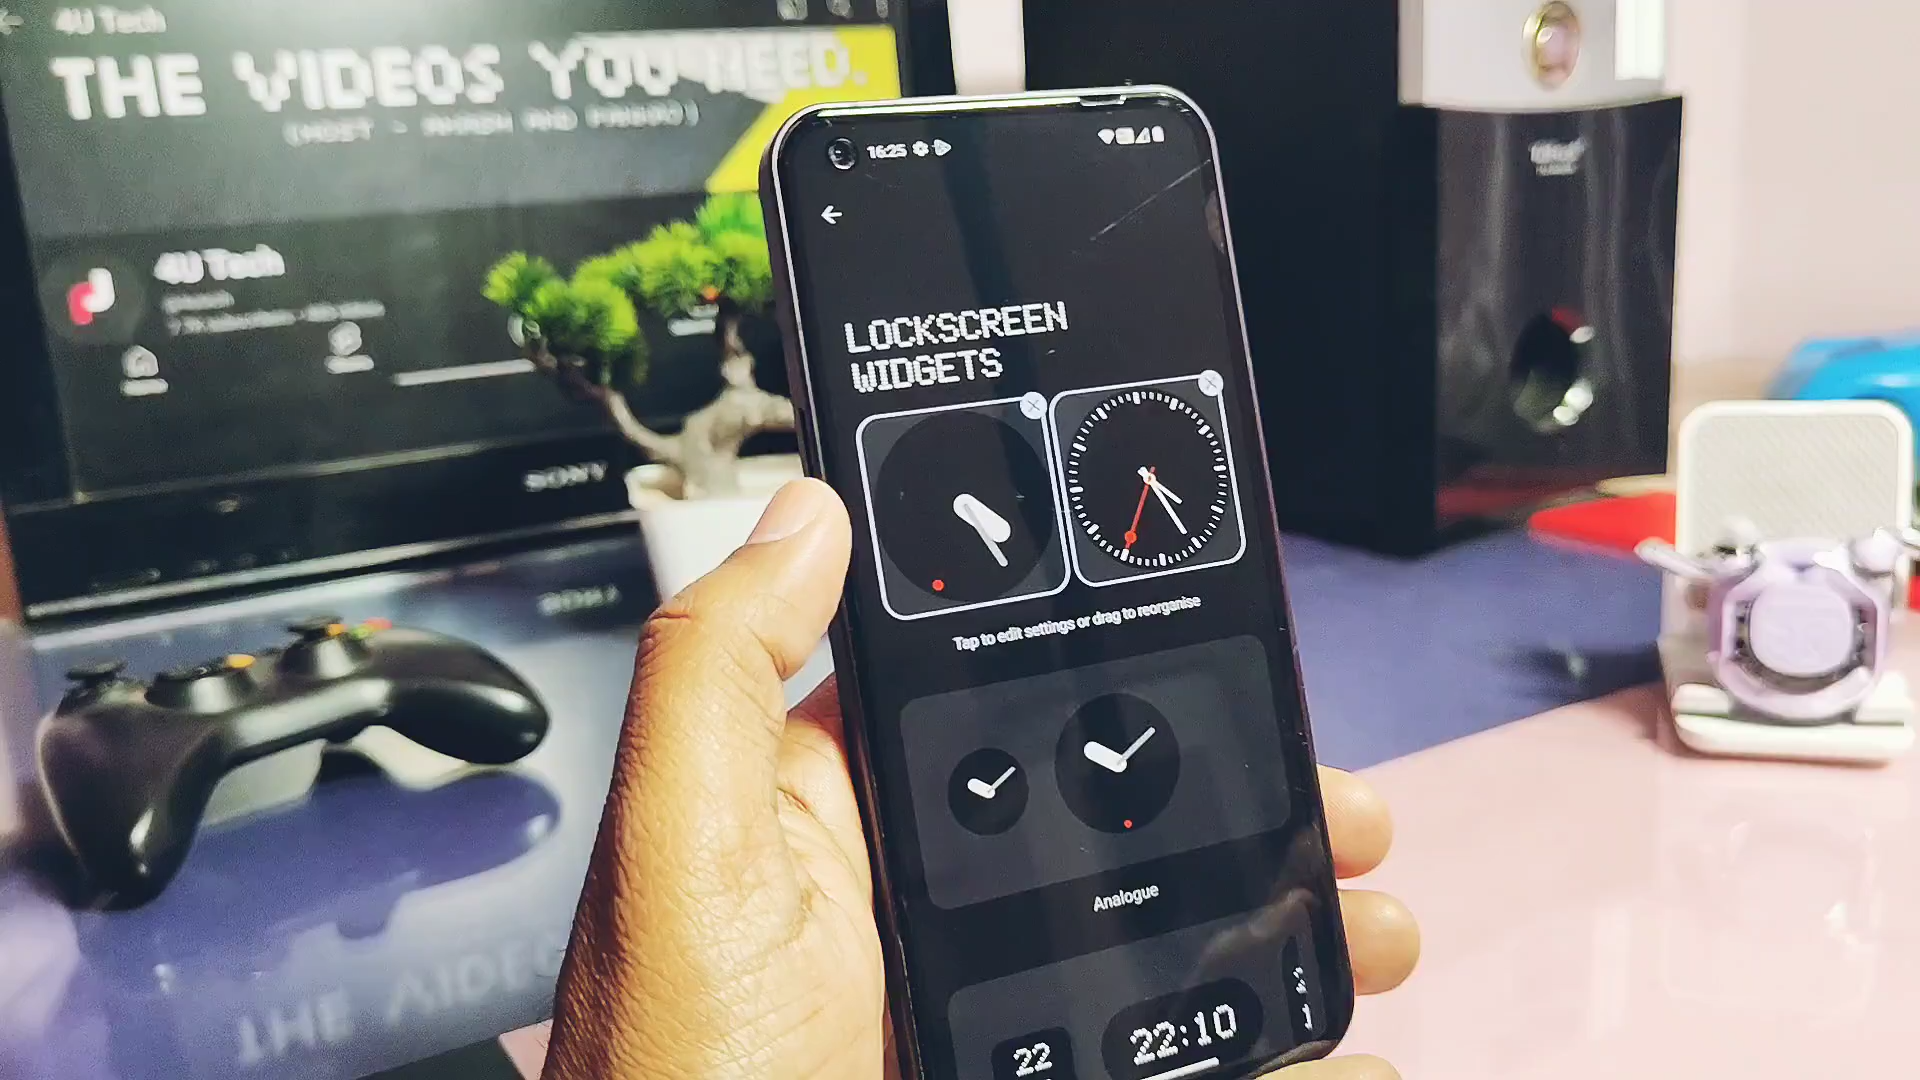 4U Tech
THE VIDEOS YOU NEED.
4U Tech
SONY
16:25
LOCKSCREEN
WIDGETS
Tap to edit settings or drag to reorganise
Analogue
22
22:10